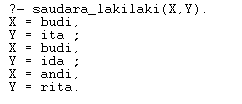 ?- saudara_lakilaki(X,Y).
X = budi,
Y = ita ;
X = budi,
Y = ida ;
X = andi,
Y = rita.